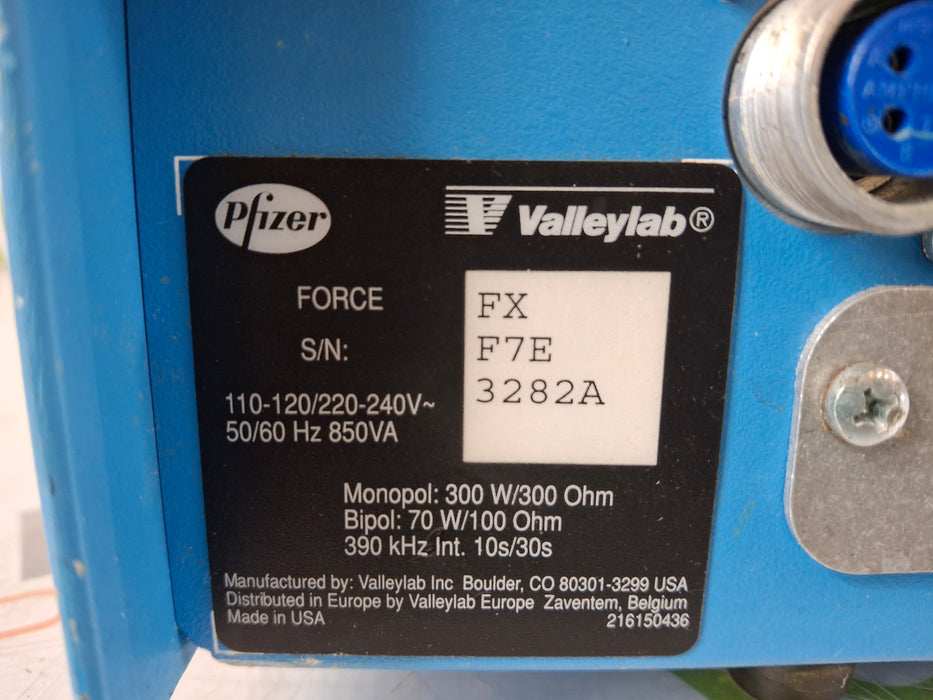 Pfizer
Valleylab®
FORCE FX
S/N: F7E
3282A
110-120/220-240V~
50/60 Hz 850VA
Monopol: 300 W/300 Ohm
Bipol: 70 W/100 Ohm
390 kHz Int. 10s/30s
Manufactured by: Valleylab Inc Boulder, CO 80301-3299 USA
Distributed in Europe by Valleylab Europe Zaventem, Belgium
Made in USA 216150436